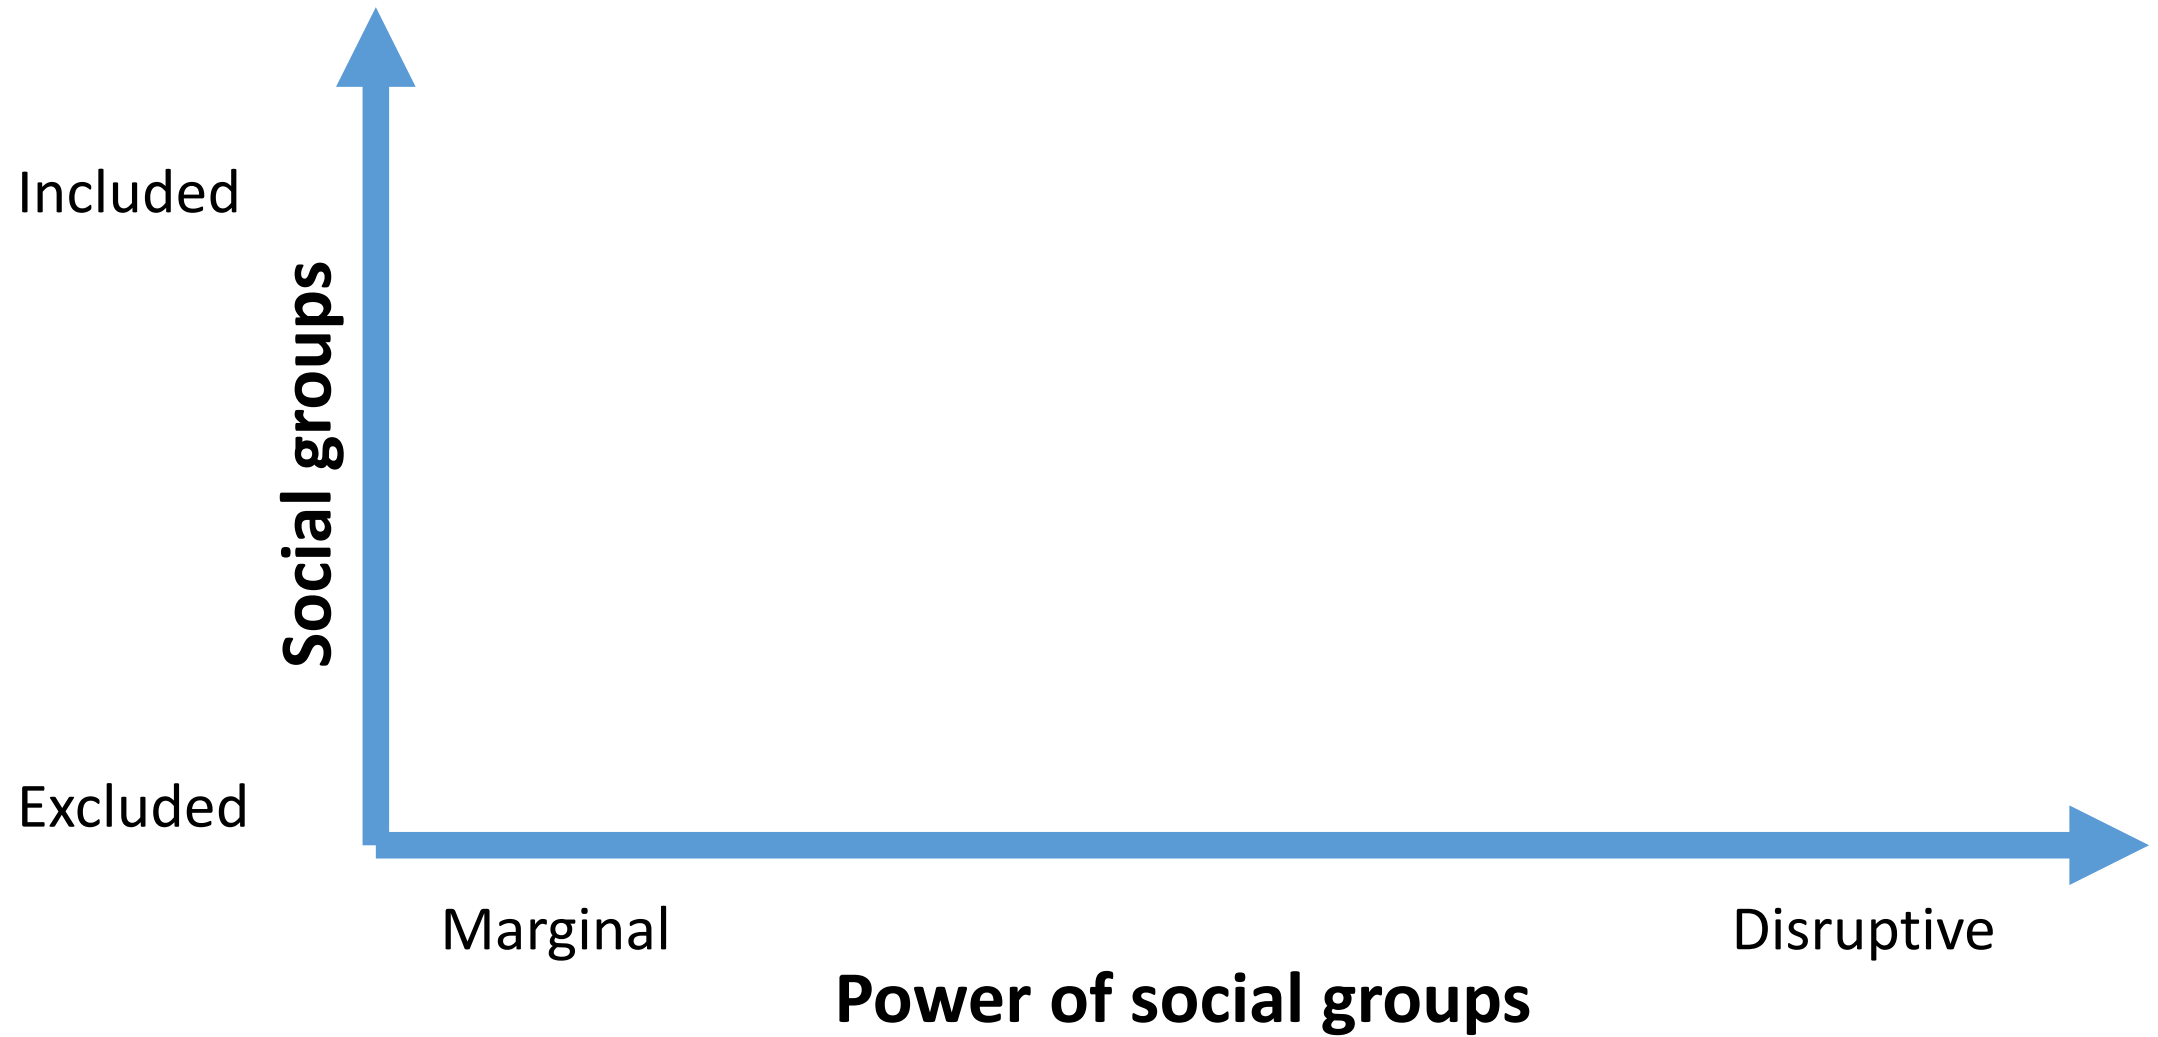 Included
Social groups
Excluded
Marginal
Disruptive
Power of social groups